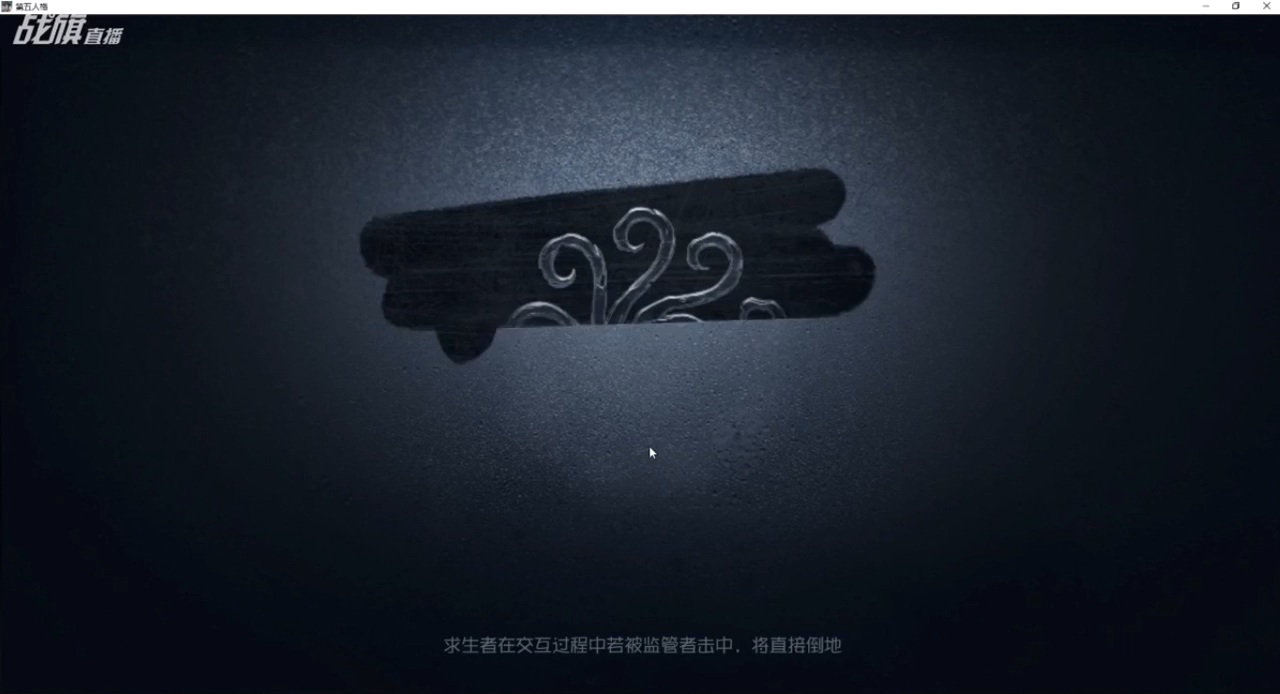 第五人格
战旗直播
求生者在交互过程中若被监管者击中，将直接倒地